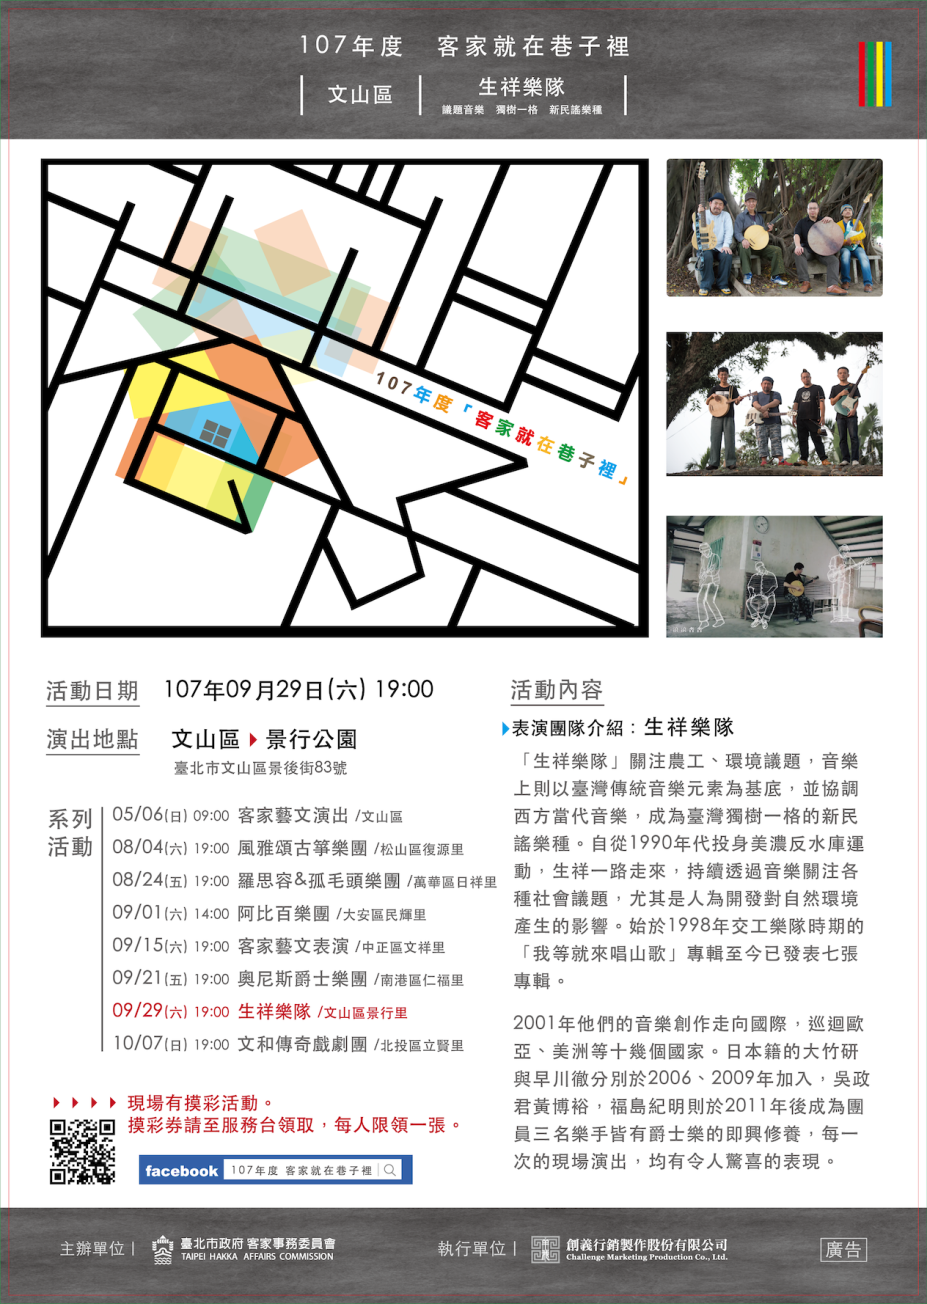 107年度　客家就在巷子裡
文山區
生祥樂隊
議題音樂　獨樹一格　新民謠樂種
107年度「客家就在巷子裡」
活動日期　107年09月29日(六) 19:00
演出地點　文山區 景行公園
臺北市文山區景後街83號
系列
活動
05/06(日) 09:00 客家藝文演出 /文山區
08/04(六) 19:00 風雅頌古箏樂團 /松山區復源里
08/24(五) 19:00 羅思容&孤毛頭樂團 /萬華區日祥里
09/01(六) 14:00 阿比百樂團 /大安區民輝里
09/15(六) 19:00 客家藝文表演 /中正區文祥里
09/21(五) 19:00 奧尼斯爵士樂團 /南港區仁福里
09/29(六) 19:00 生祥樂隊 /文山區景行里
10/07(日) 19:00 文和傳奇戲劇團 /北投區立賢里
現場有摸彩活動。
摸彩券請至服務台領取，每人限領一張。
facebook 107年度 客家就在巷子裡
活動內容
表演團隊介紹：生祥樂隊
「生祥樂隊」關注農工、環境議題，音樂
上則以臺灣傳統音樂元素為基底，並協調
西方當代音樂，成為臺灣獨樹一格的新民
謠樂種。自從1990年代投身美濃反水庫運
動，生祥一路走來，持續透過音樂關注各
種社會議題，尤其是人為開發對自然環境
產生的影響。始於1998年交工樂隊時期的
「我等就來唱山歌」專輯至今已發表七張
專輯。
2001年他們的音樂創作走向國際，巡迴歐
亞、美洲等十幾個國家。日本籍的大竹研
與早川徹分別於2006、2009年加入，吳政
君黃博裕，福島紀明則於2011年後成為團
員三名樂手皆有爵士樂的即興修養，每一
次的現場演出，均有令人驚喜的表現。
主辦單位 | 臺北市政府 客家事務委員會
TAIPEI HAKKA AFFAIRS COMMISSION
執行單位 | 創義行銷製作股份有限公司
Challenge Marketing Production Co., Ltd.
廣告